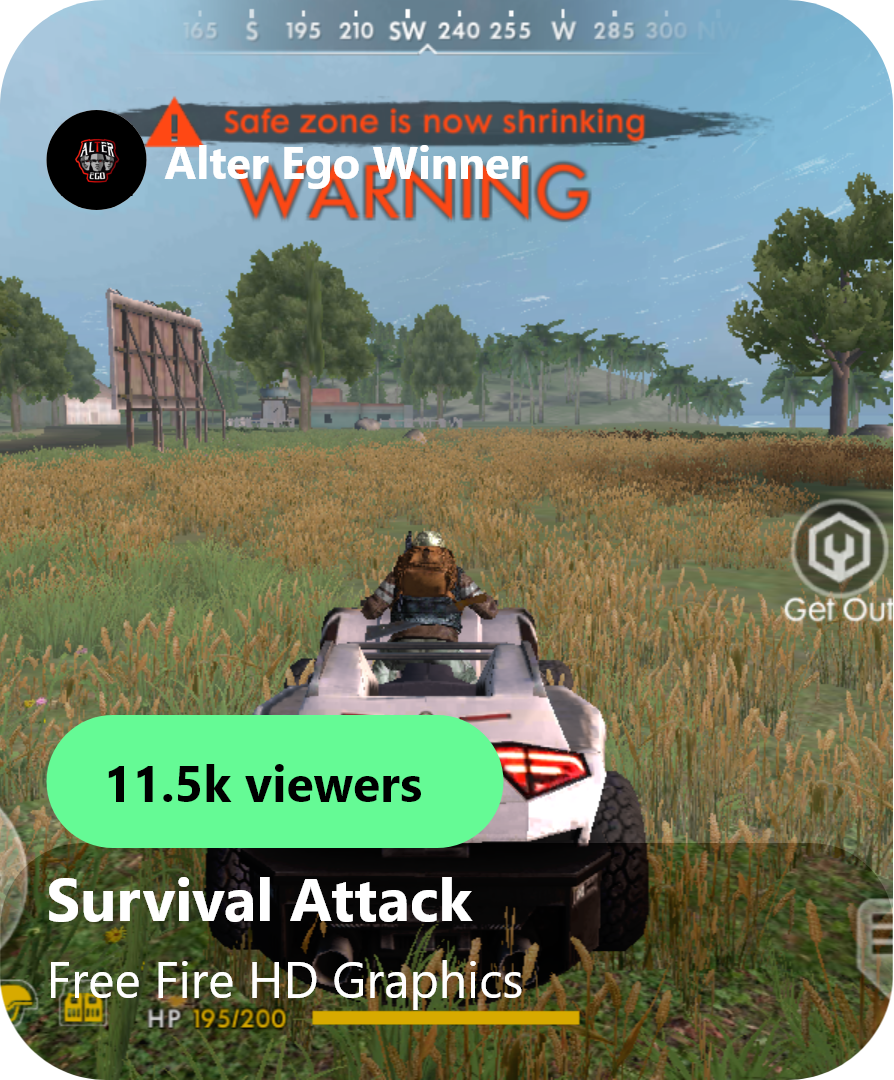 165 S 195 210 SW 240 255 W 285 300 NW
Safe zone is now shrinking
ALTER
EGO
Alter Ego Winner
WARNING
Get Out
11.5k viewers
Survival Attack
Free Fire HD Graphics
HP 195/200